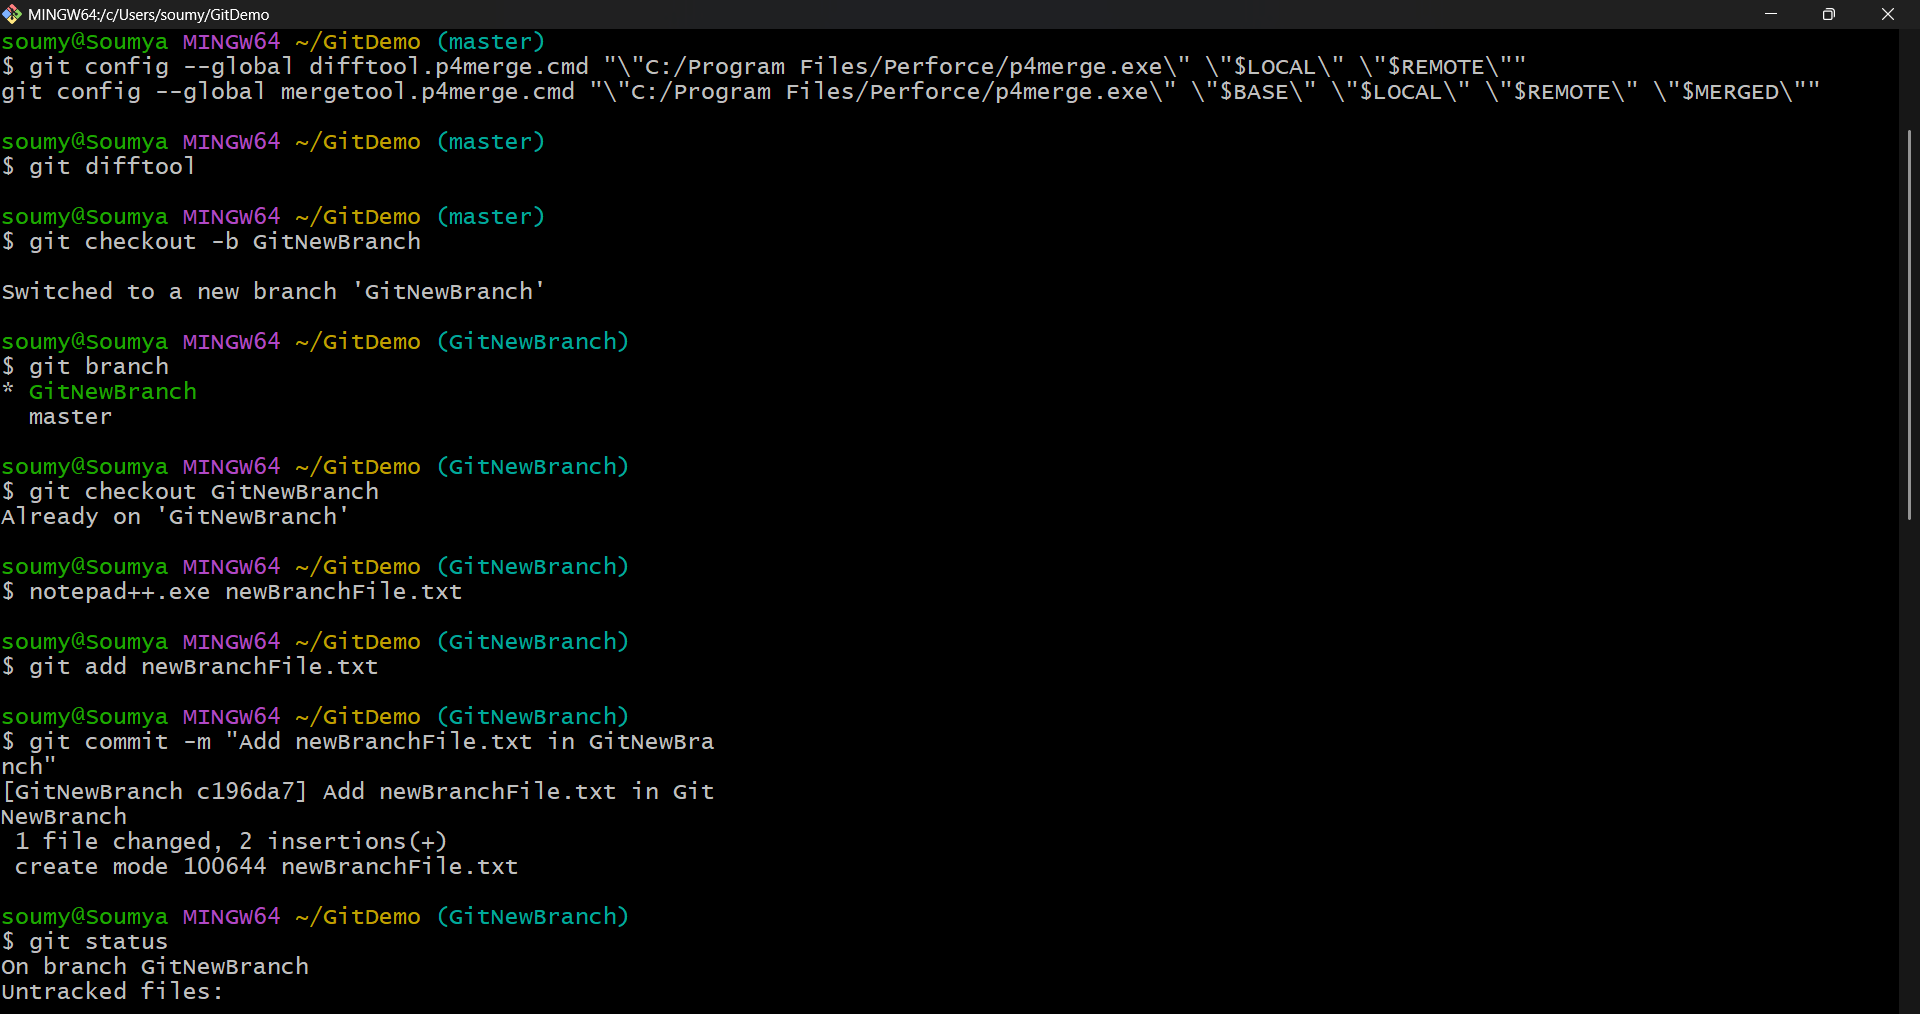 MINGW64:/c/Users/soumy/GitDemo
soumy@Soumya MINGW64 ~/GitDemo (master)
$ git config --global difftool.p4merge.cmd "\"C:/Program Files/Perforce/p4merge.exe\" \"$LOCAL\" \"$REMOTE\""
git config --global mergetool.p4merge.cmd "\"C:/Program Files/Perforce/p4merge.exe\" \"$BASE\" \"$LOCAL\" \"$REMOTE\" \"$MERGED\""
soumy@Soumya MINGW64 ~/GitDemo (master)
$ git difftool
soumy@Soumya MINGW64 ~/GitDemo (master)
$ git checkout -b GitNewBranch
Switched to a new branch 'GitNewBranch'
soumy@Soumya MINGW64 ~/GitDemo (GitNewBranch)
$ git branch
* GitNewBranch
  master
soumy@Soumya MINGW64 ~/GitDemo (GitNewBranch)
$ git checkout GitNewBranch
Already on 'GitNewBranch'
soumy@Soumya MINGW64 ~/GitDemo (GitNewBranch)
$ notepad++.exe newBranchFile.txt
soumy@Soumya MINGW64 ~/GitDemo (GitNewBranch)
$ git add newBranchFile.txt
soumy@Soumya MINGW64 ~/GitDemo (GitNewBranch)
$ git commit -m "Add newBranchFile.txt in GitNewBra
nch"
[GitNewBranch c196da7] Add newBranchFile.txt in Git
NewBranch
 1 file changed, 2 insertions(+)
 create mode 100644 newBranchFile.txt
soumy@Soumya MINGW64 ~/GitDemo (GitNewBranch)
$ git status
On branch GitNewBranch
Untracked files: